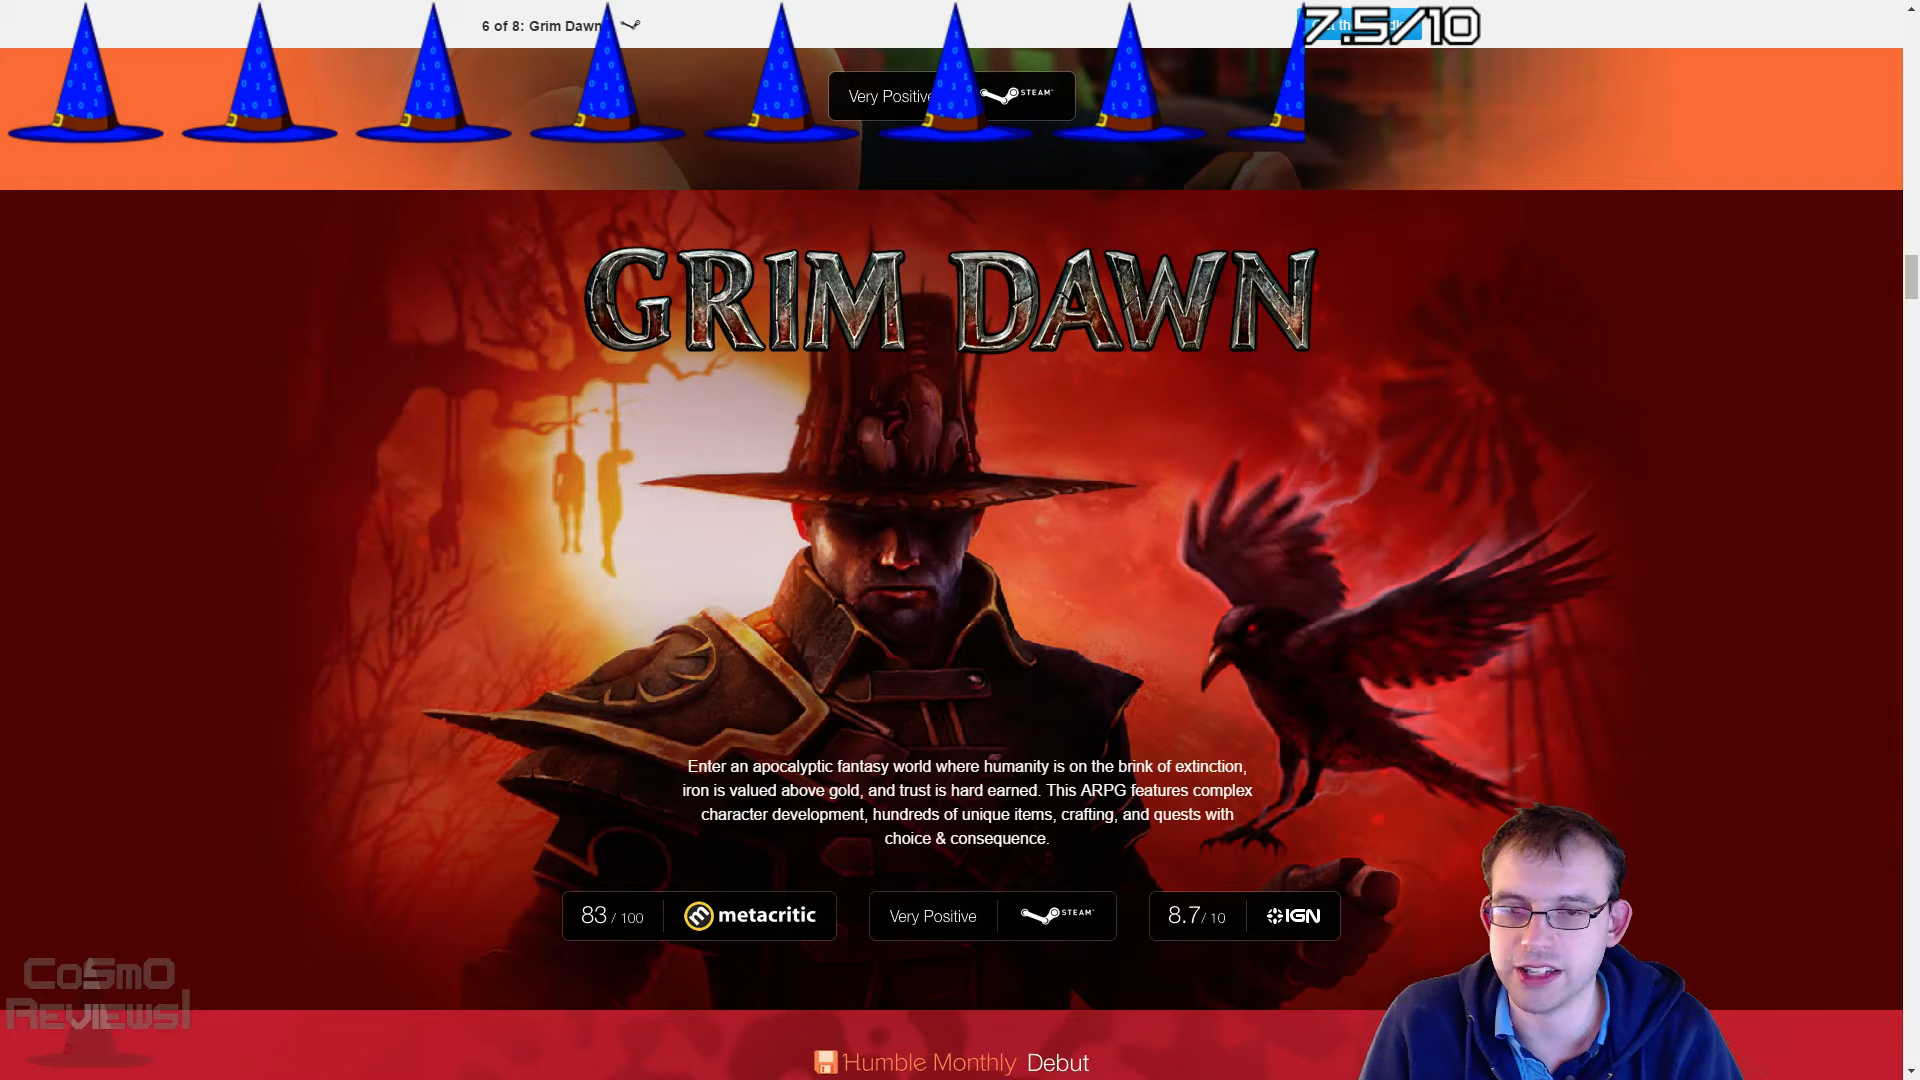 6 of 8: Grim Dawn
7.5/10
Very Positive
STEAM
GRIM DAWN
Enter an apocalyptic fantasy world where humanity is on the brink of extinction,
iron is valued above gold, and trust is hard earned. This ARPG features complex
character development, hundreds of unique items, crafting, and quests with
choice & consequence.
83 / 100 metacritic
Very Positive STEAM
8.7/ 10 IGN
CoSmO
Reviews!
Humble Monthly Debut